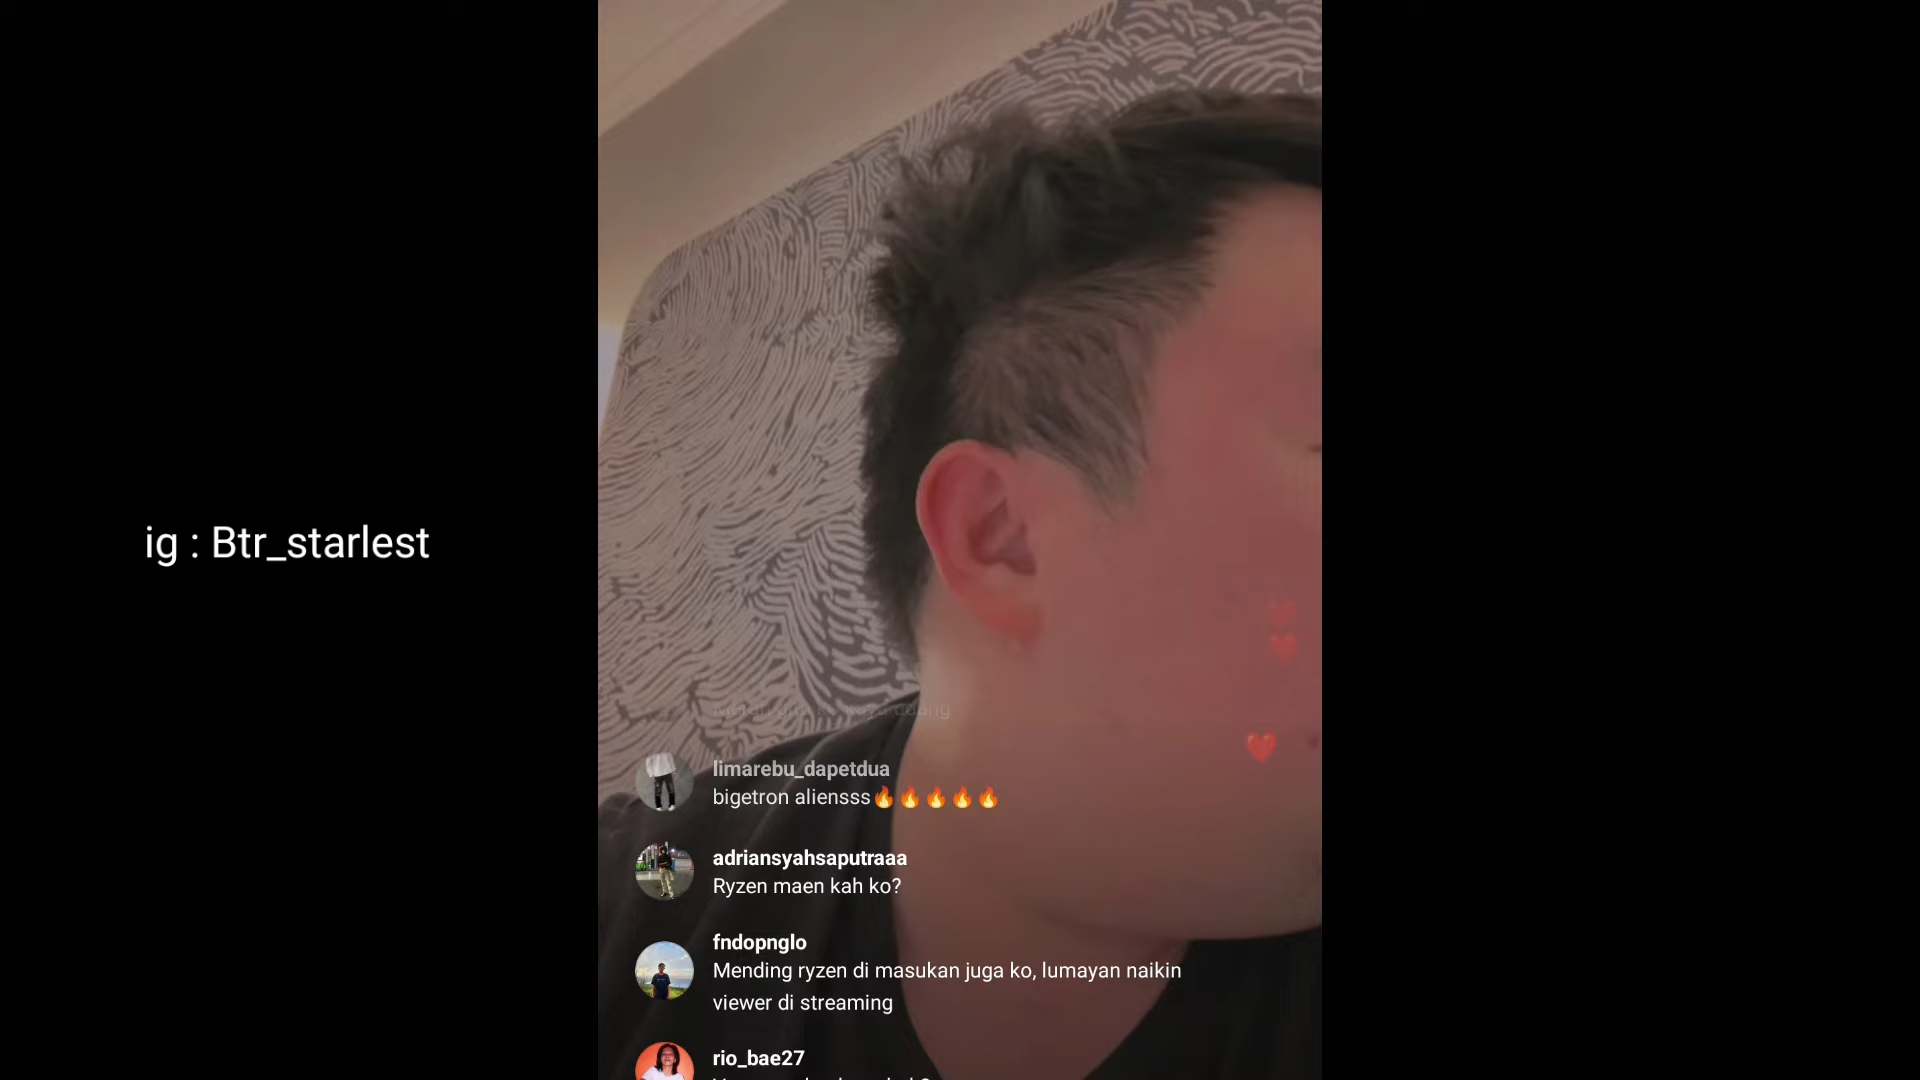 ig : Btr_starlest
limarebu_dapetdua
bigetron aliensss🔥🔥🔥🔥🔥
adriansyahsaputraaa
Ryzen maen kah ko?
fndopnglo
Mending ryzen di masukan juga ko, lumayan naikin
viewer di streaming
rio_bae27